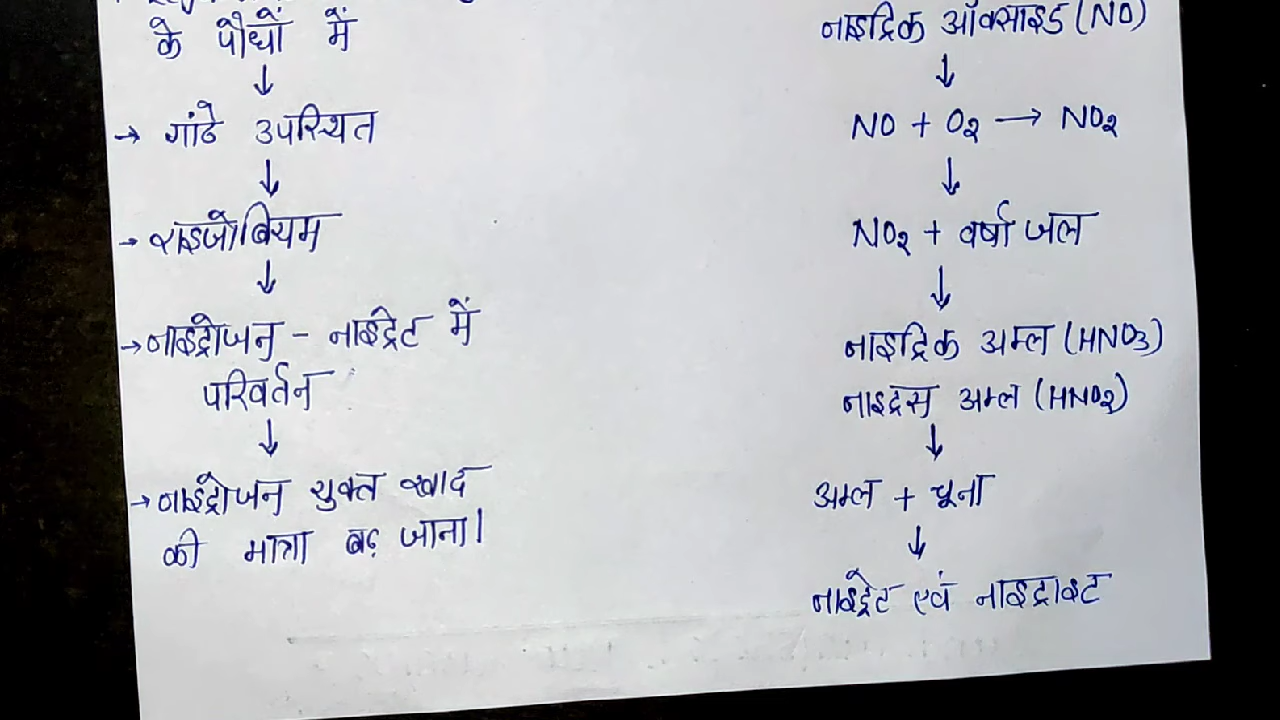 के पौधों में
↓
→ गांठे उपस्थित
↓
→ राइजोबियम
↓
→ नाइट्रोजन - नाइट्रेट में
परिवर्तन
↓
→ नाइट्रोजन युक्त खाद
की मात्रा बढ़ जाना।
नाइट्रिक ऑक्साइड (NO)
↓
NO + O₂ → NO₂
↓
NO₂ + वर्षा जल
↓
नाइट्रिक अम्ल (HNO₃)
नाइट्रस अम्ल (HNO₂)
↓
अम्ल + चूना
↓
नाइट्रेट एवं नाइट्राइट